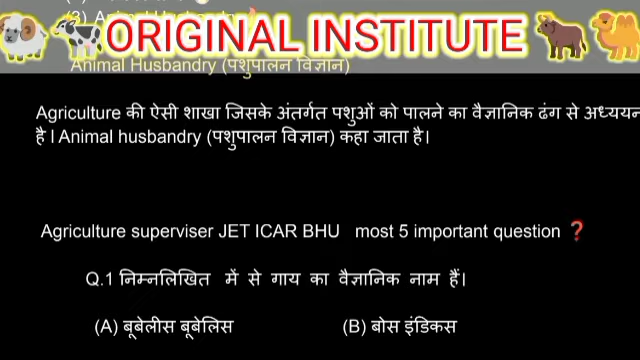 ORIGINAL INSTITUTE
Animal Husbandry (पशुपालन विज्ञान)
Agriculture की ऐसी शाखा जिसके अंतर्गत पशुओं को पालने का वैज्ञानिक ढंग से अध्ययन
है l Animal husbandry (पशुपालन विज्ञान) कहा जाता है।
Agriculture superviser JET ICAR BHU most 5 important question ❓
Q.1 निम्नलिखित में से गाय का वैज्ञानिक नाम हैं।
(A) बूबेलीस बूबेलिस (B) बोस इंडिकस